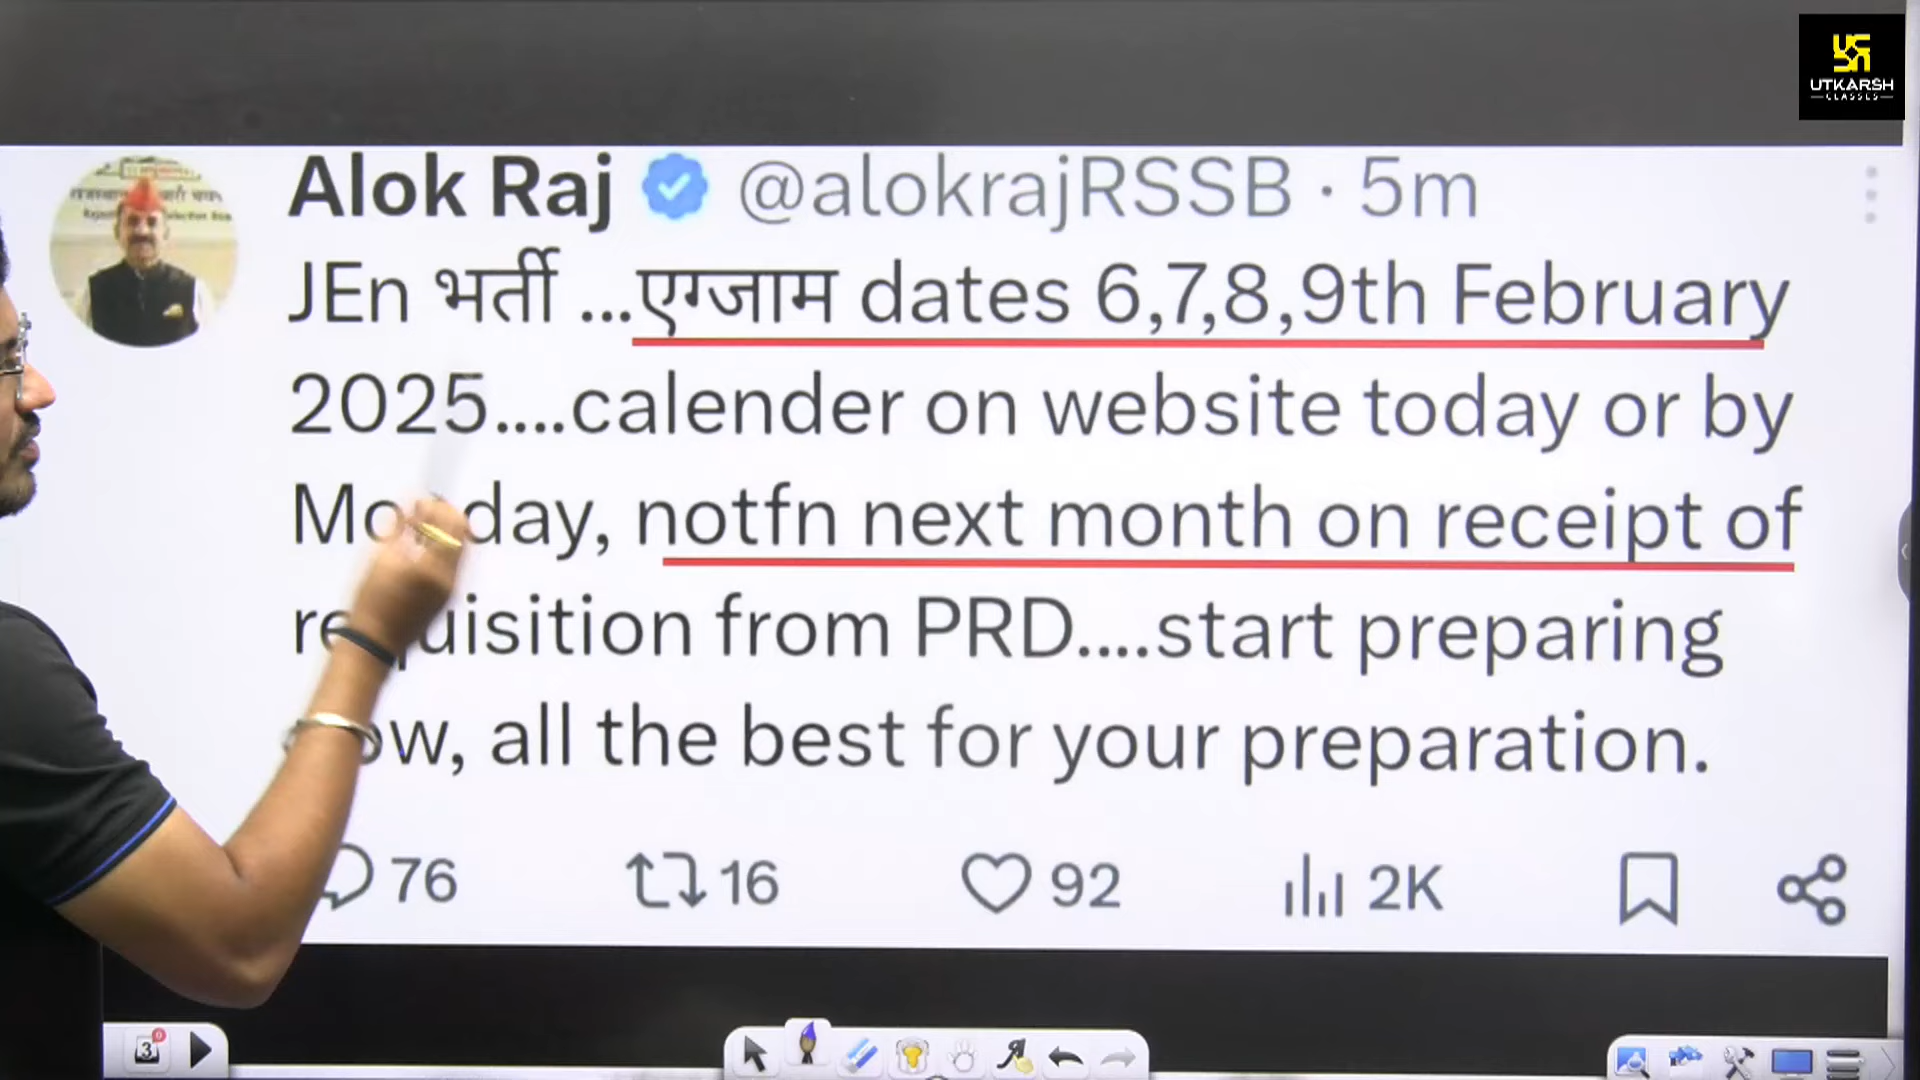 UTKARSH
CLASSES
Alok Raj @alokrajRSSB · 5m
JEn भर्ती ...एग्जाम dates 6,7,8,9th February
2025....calender on website today or by
day, notfn next month on receipt of
from PRD....start preparing
all the best for your preparation.
76 16 92 2K
3